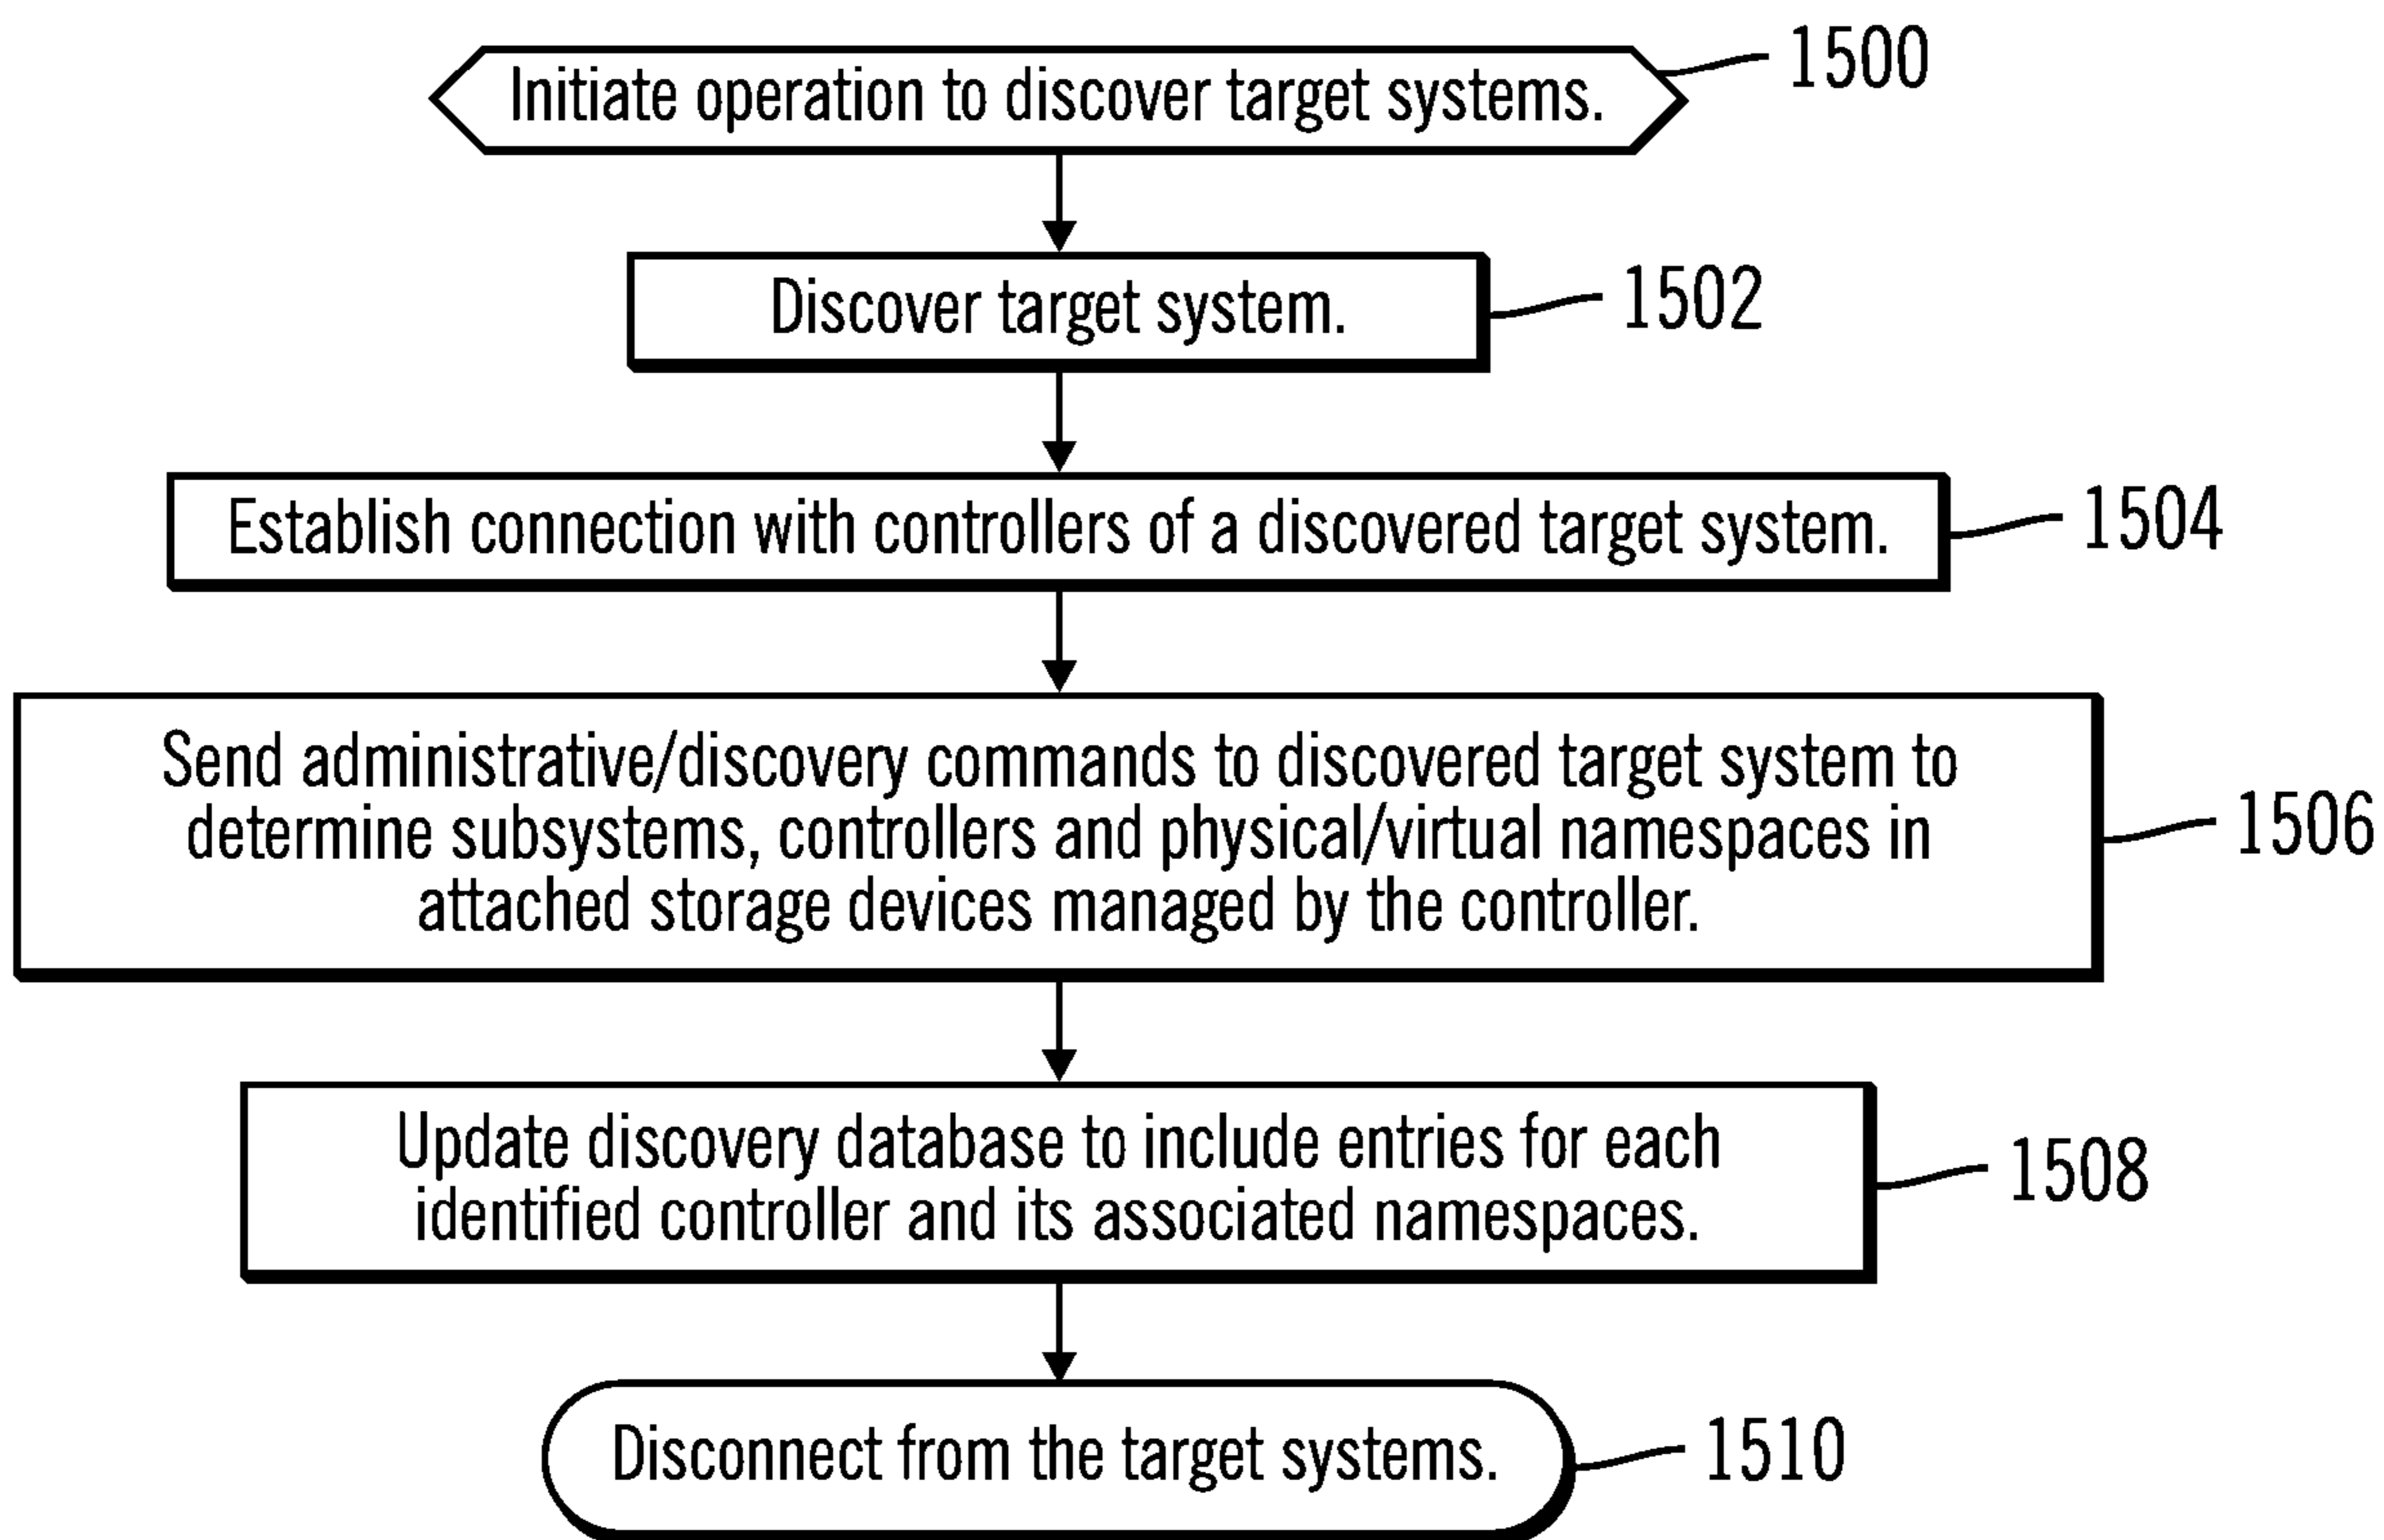 Initiate operation to discover target systems.
1500
Discover target system.
1502
Establish connection with controllers of a discovered target system.
1504
Send administrative/discovery commands to discovered target system to
determine subsystems, controllers and physical/virtual namespaces in
attached storage devices managed by the controller.
1506
Update discovery database to include entries for each
identified controller and its associated namespaces.
1508
Disconnect from the target systems.
1510